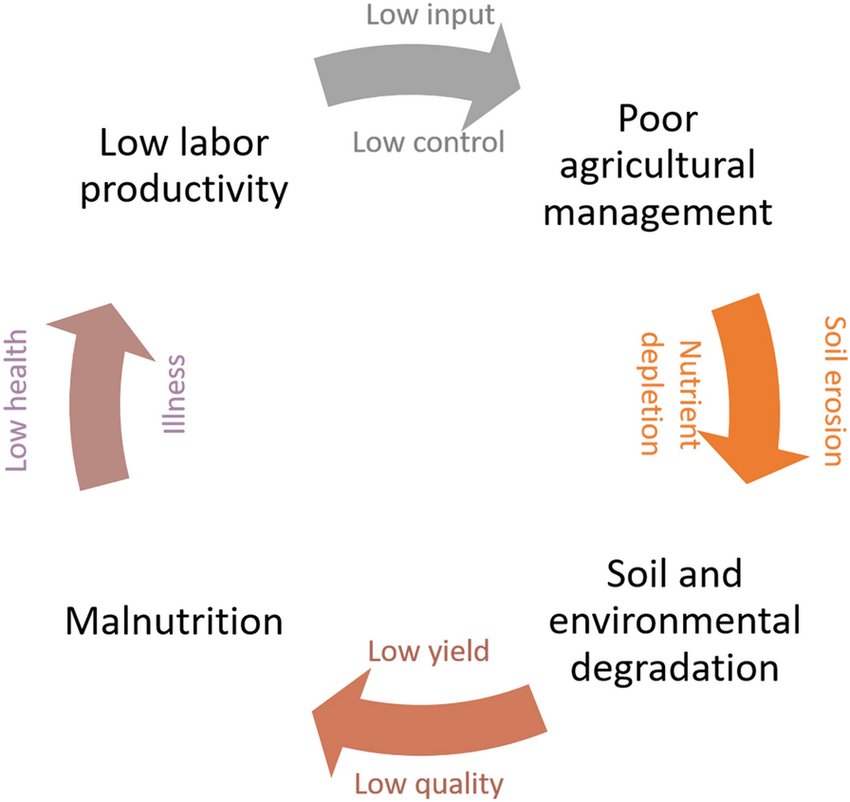 Low input
Low control
Low labor
productivity
Poor
agricultural
management
Nutrient
depletion
Soil erosion
Soil and
environmental
degradation
Low yield
Low quality
Malnutrition
Low health
Illness